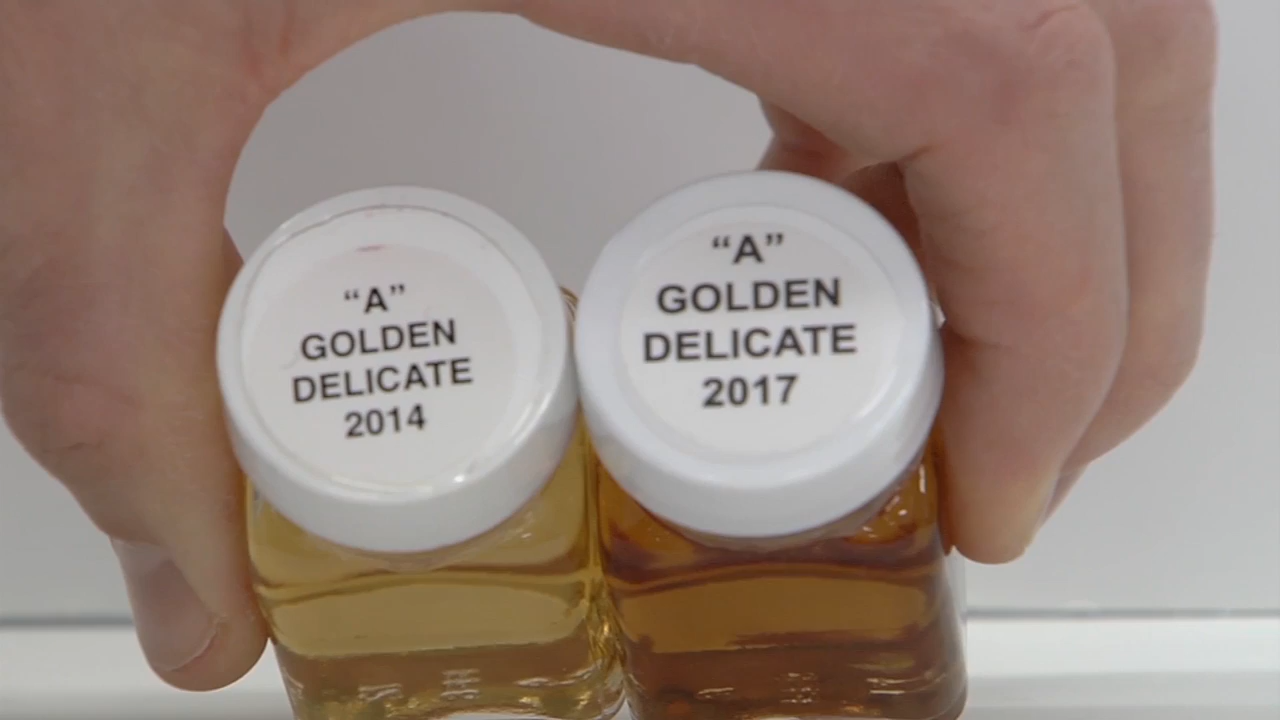 “A”
GOLDEN
DELICATE
2014
“A”
GOLDEN
DELICATE
2017